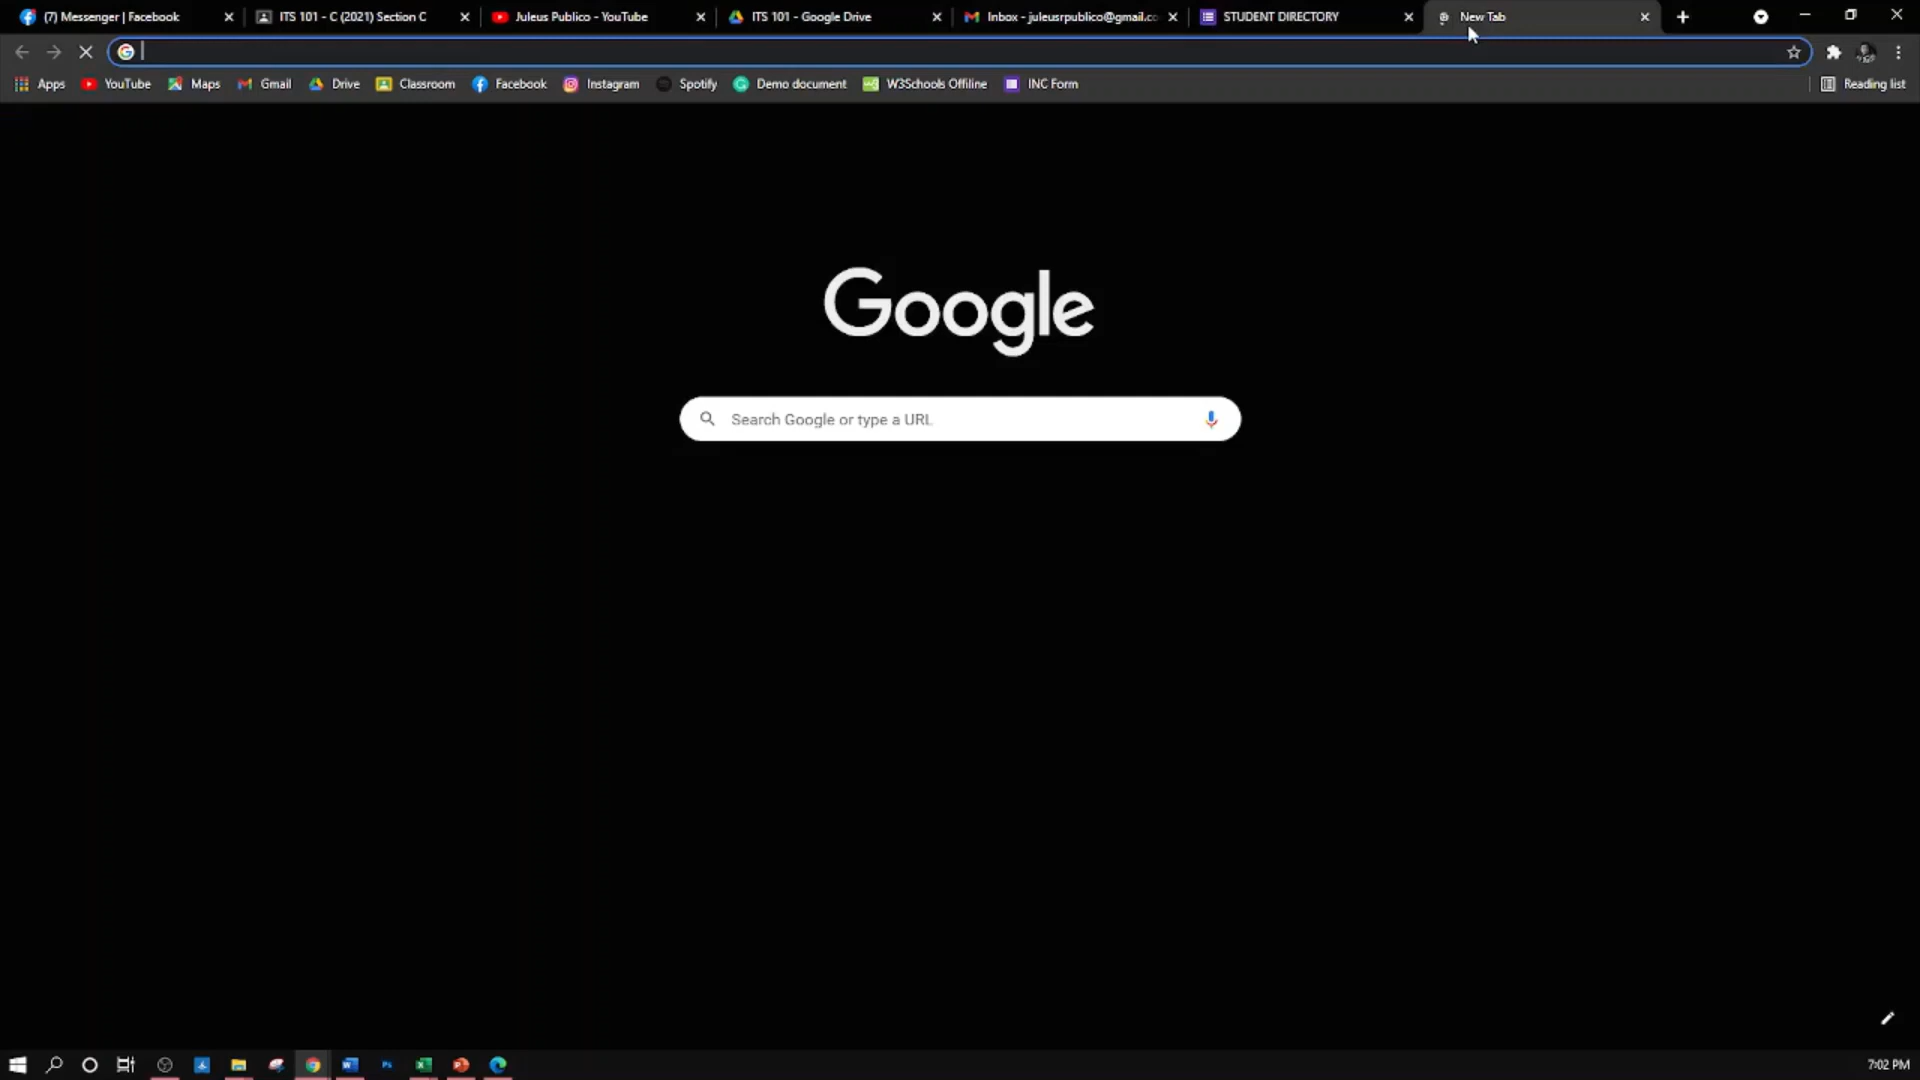 (7) Messenger | Facebook
ITS 101 - C (2021) Section C
Juleus Publico - YouTube
ITS 101 - Google Drive
Inbox - juleusrpublico@gmail.co
STUDENT DIRECTORY
New Tab
Apps
YouTube
Maps
Gmail
Drive
Classroom
Facebook
Instagram
Spotify
Demo document
W3Schools Offiline
INC Form
Reading list
Google
Search Google or type a URL
7:02 PM